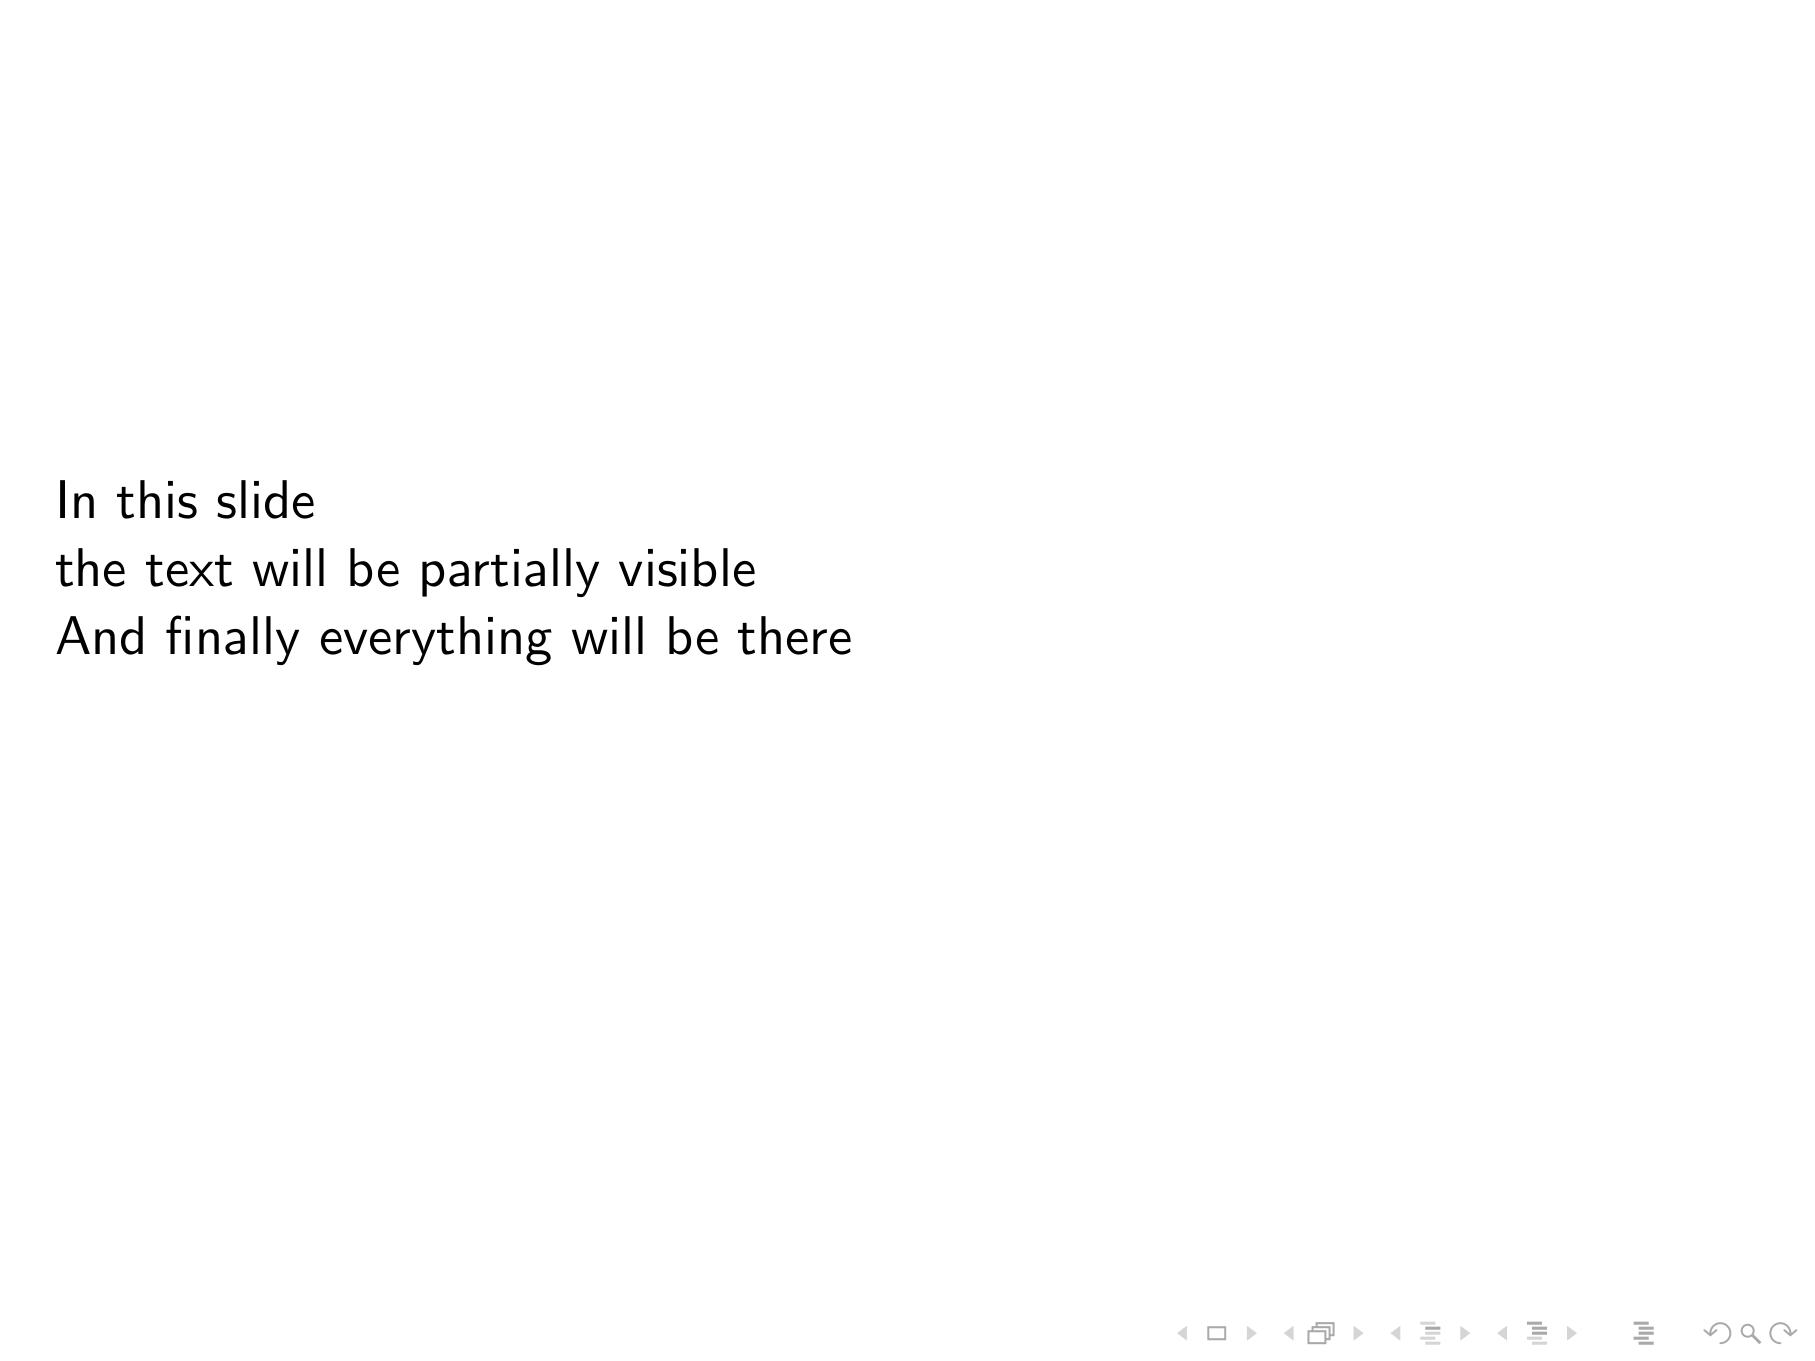 In this slide
the text will be partially visible
And finally everything will be there